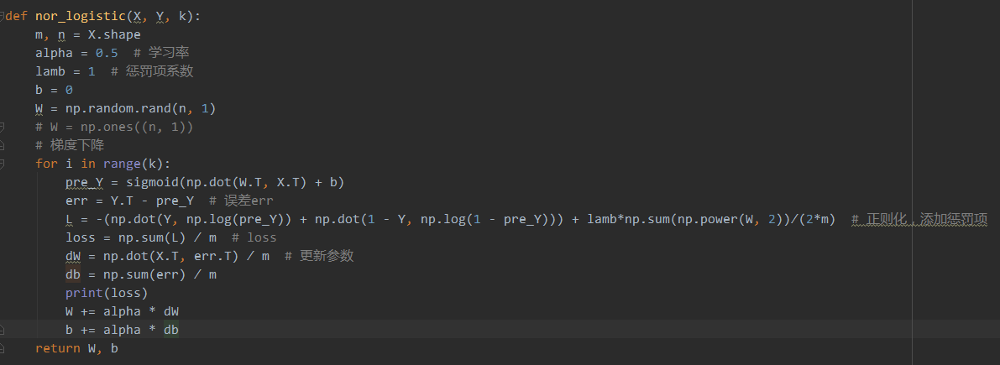 def nor_logistic(X, Y, k):
    m, n = X.shape
    alpha = 0.5  # 学习率
    lamb = 1  # 惩罚项系数
    b = 0
    W = np.random.rand(n, 1)
    # W = np.ones((n, 1))
    # 梯度下降
    for i in range(k):
        pre_Y = sigmoid(np.dot(W.T, X.T) + b)
        err = Y.T - pre_Y  # 误差err
        L = -(np.dot(Y, np.log(pre_Y)) + np.dot(1 - Y, np.log(1 - pre_Y))) + lamb*np.sum(np.power(W, 2))/(2*m)  # 正则化，添加惩罚项
        loss = np.sum(L) / m  # loss
        dW = np.dot(X.T, err.T) / m  # 更新参数
        db = np.sum(err) / m
        print(loss)
        W += alpha * dW
        b += alpha * db
    return W, b